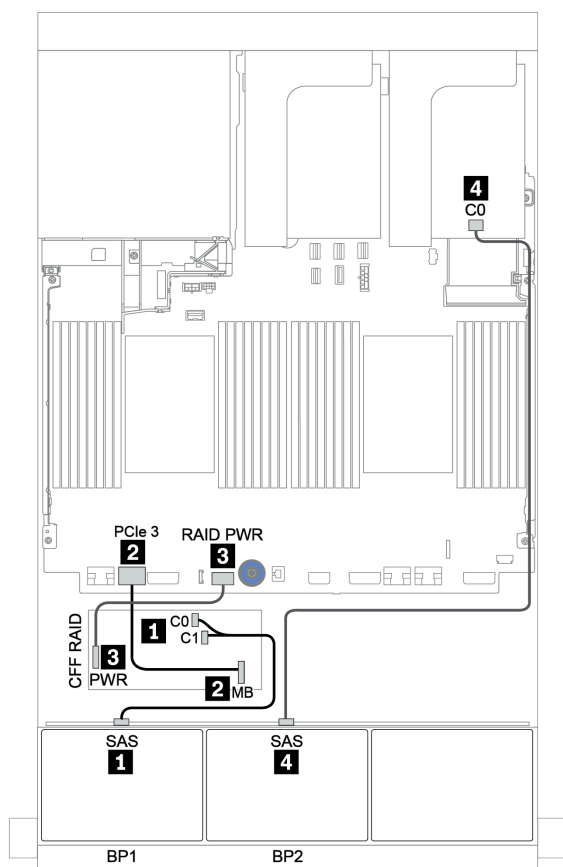 4
C0
PCIe 3
2
RAID PWR
3
CFF RAID
1
C0
C1
3
PWR
2
MB
SAS
1
SAS
4
BP1
BP2